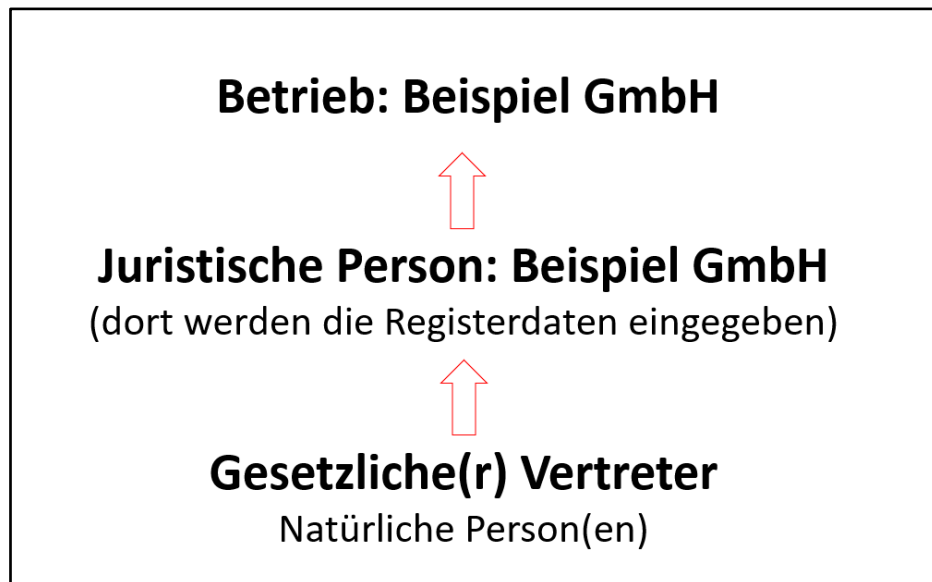 Betrieb: Beispiel GmbH
Juristische Person: Beispiel GmbH
(dort werden die Registerdaten eingegeben)
Gesetzliche(r) Vertreter
Natürliche Person(en)